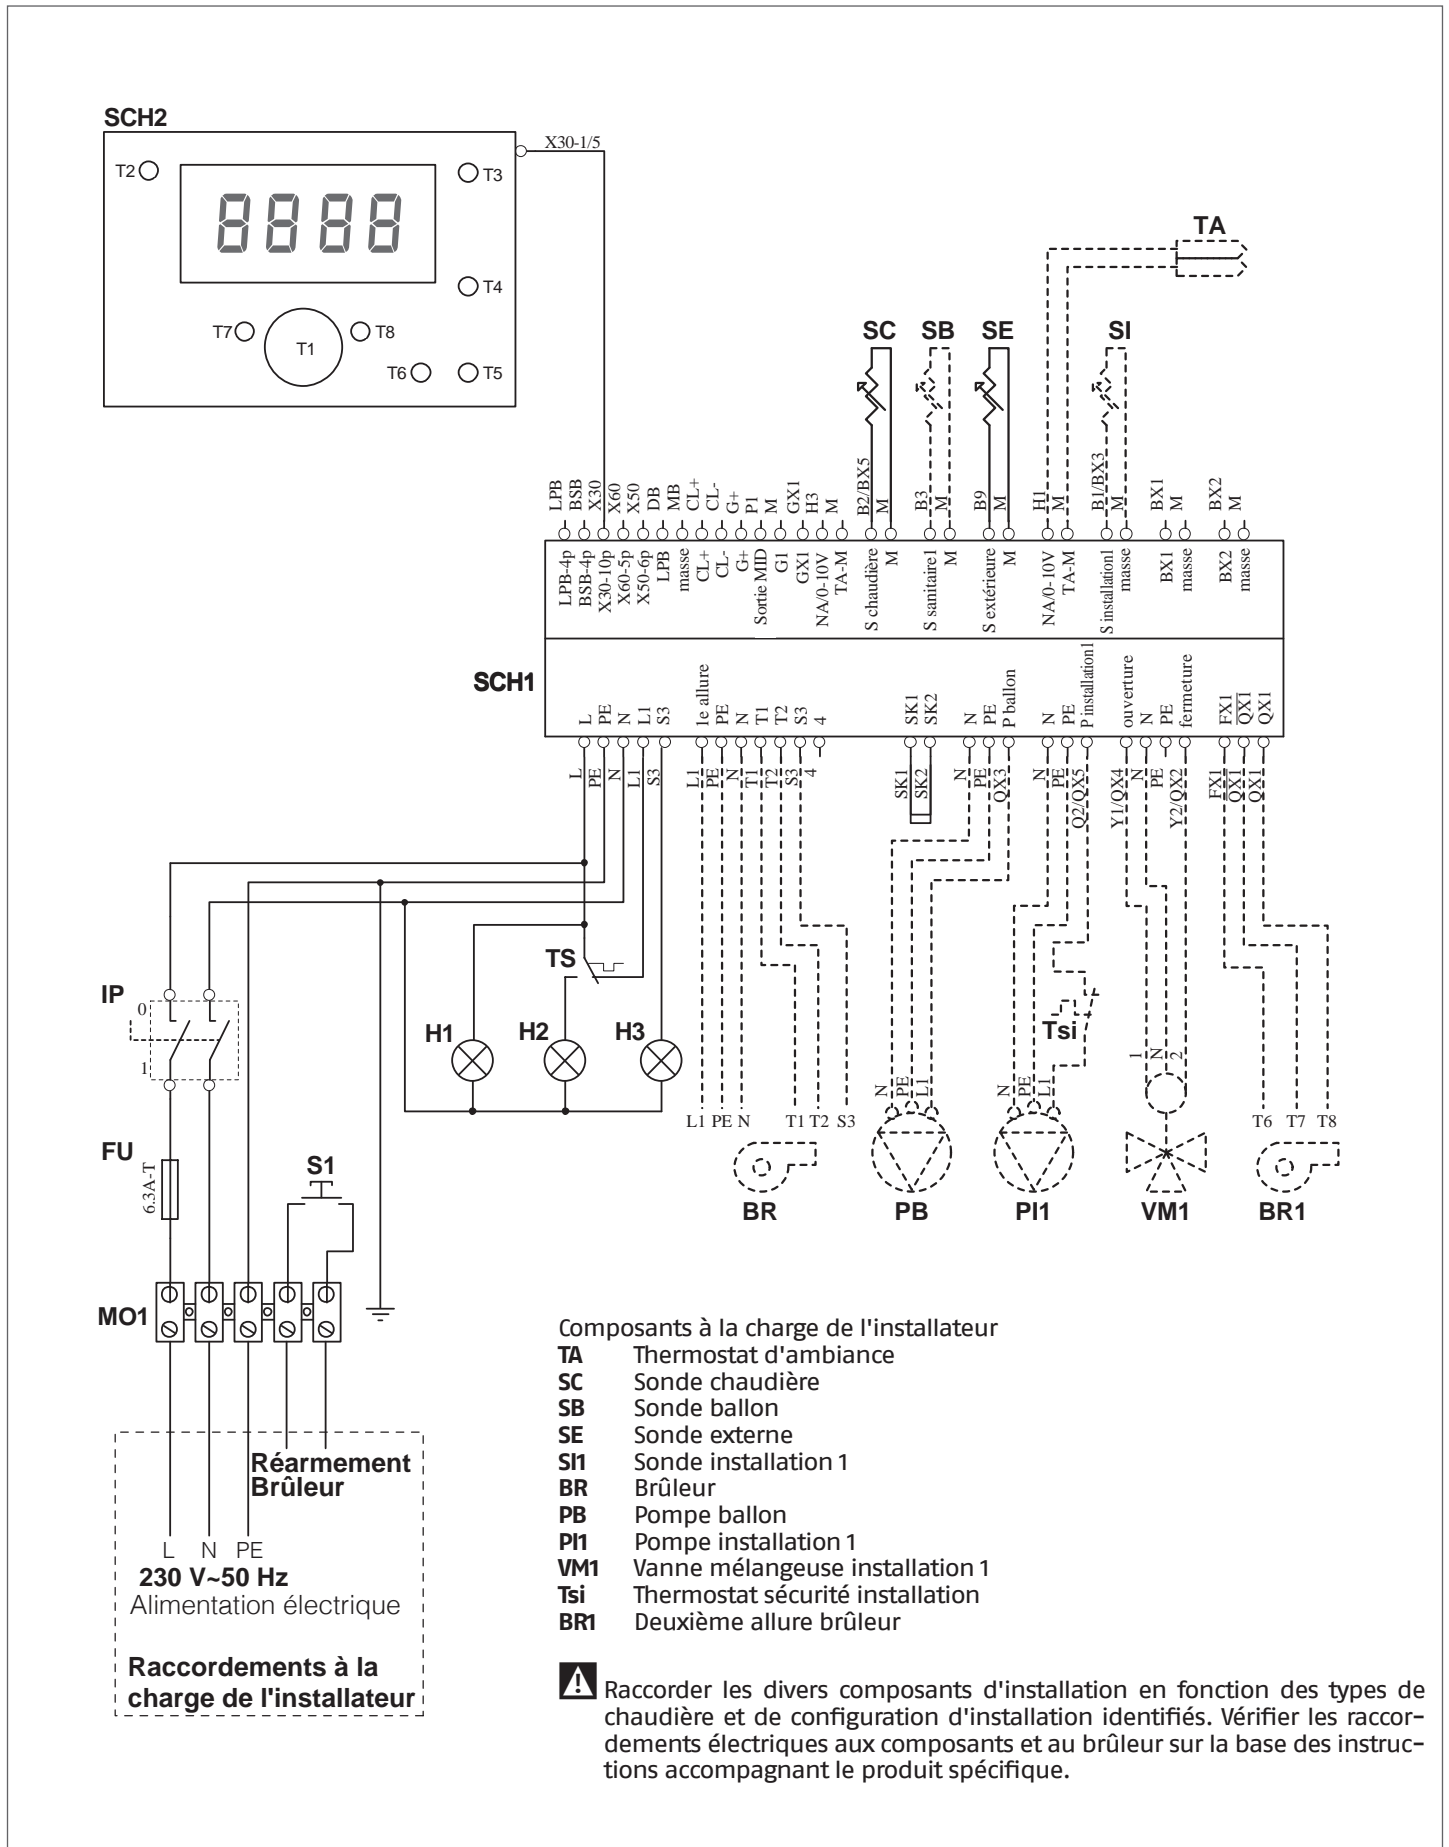 SCH2
X30-1/5
T2
T3
8888
T4
T7
T8
T1
T6
T5
TA
SC
SB
SE
SI
LPB
BSB
X30
X60
X50
DB
MB
CL+
CL-
G+
P1
M
GX1
H3
M
B2/BX5
M
B3
M
B9
M
H1
M
B1/BX3
M
BX1
M
BX2
M
LPB-4p
BSB-4p
X30-10p
X60-5p
X50-6p
LPB
masse
CL+
CL-
G+
Sortie MID
G1
GX1
NA/0-10V
TA-M
S chaudière
M
S sanitaire1
M
S extérieure
M
NA/0-10V
TA-M
S installation1
masse
BX1
masse
BX2
masse
SCH1
L
PE
N
L1
S3
1e allure
PE
N
T1
T2
S3
4
SK1
SK2
N
PE
P ballon
N
PE
P installation1
ouverture
N
PE
fermeture
FX1
QX1
QX1
L
PE
N
L1
S3
L1
PE
N
T1
T2
S3
4
SK1
SK2
N
PE
QX3
N
PE
Q2/QX5
Y1/QX4
N
PE
Y2/QX2
FX1
QX1
QX1
TS
IP
0
1
H1
H2
H3
Tsi
N
PE
L1
N
PE
L1
1
N
2
L1 PE N T1 T2 S3
T6 T7 T8
FU
6.3A-T
S1
BR
PB
PI1
VM1
BR1
MO1
Réarmement
Brûleur
L N PE
230 V~50 Hz
Alimentation électrique
Raccordements à la
charge de l'installateur
Composants à la charge de l'installateur
TA Thermostat d'ambiance
SC Sonde chaudière
SB Sonde ballon
SE Sonde externe
SI1 Sonde installation 1
BR Brûleur
PB Pompe ballon
PI1 Pompe installation 1
VM1 Vanne mélangeuse installation 1
Tsi Thermostat sécurité installation
BR1 Deuxième allure brûleur
Raccorder les divers composants d'installation en fonction des types de
chaudière et de configuration d'installation identifiés. Vérifier les raccor-
dements électriques aux composants et au brûleur sur la base des instruc-
tions accompagnant le produit spécifique.